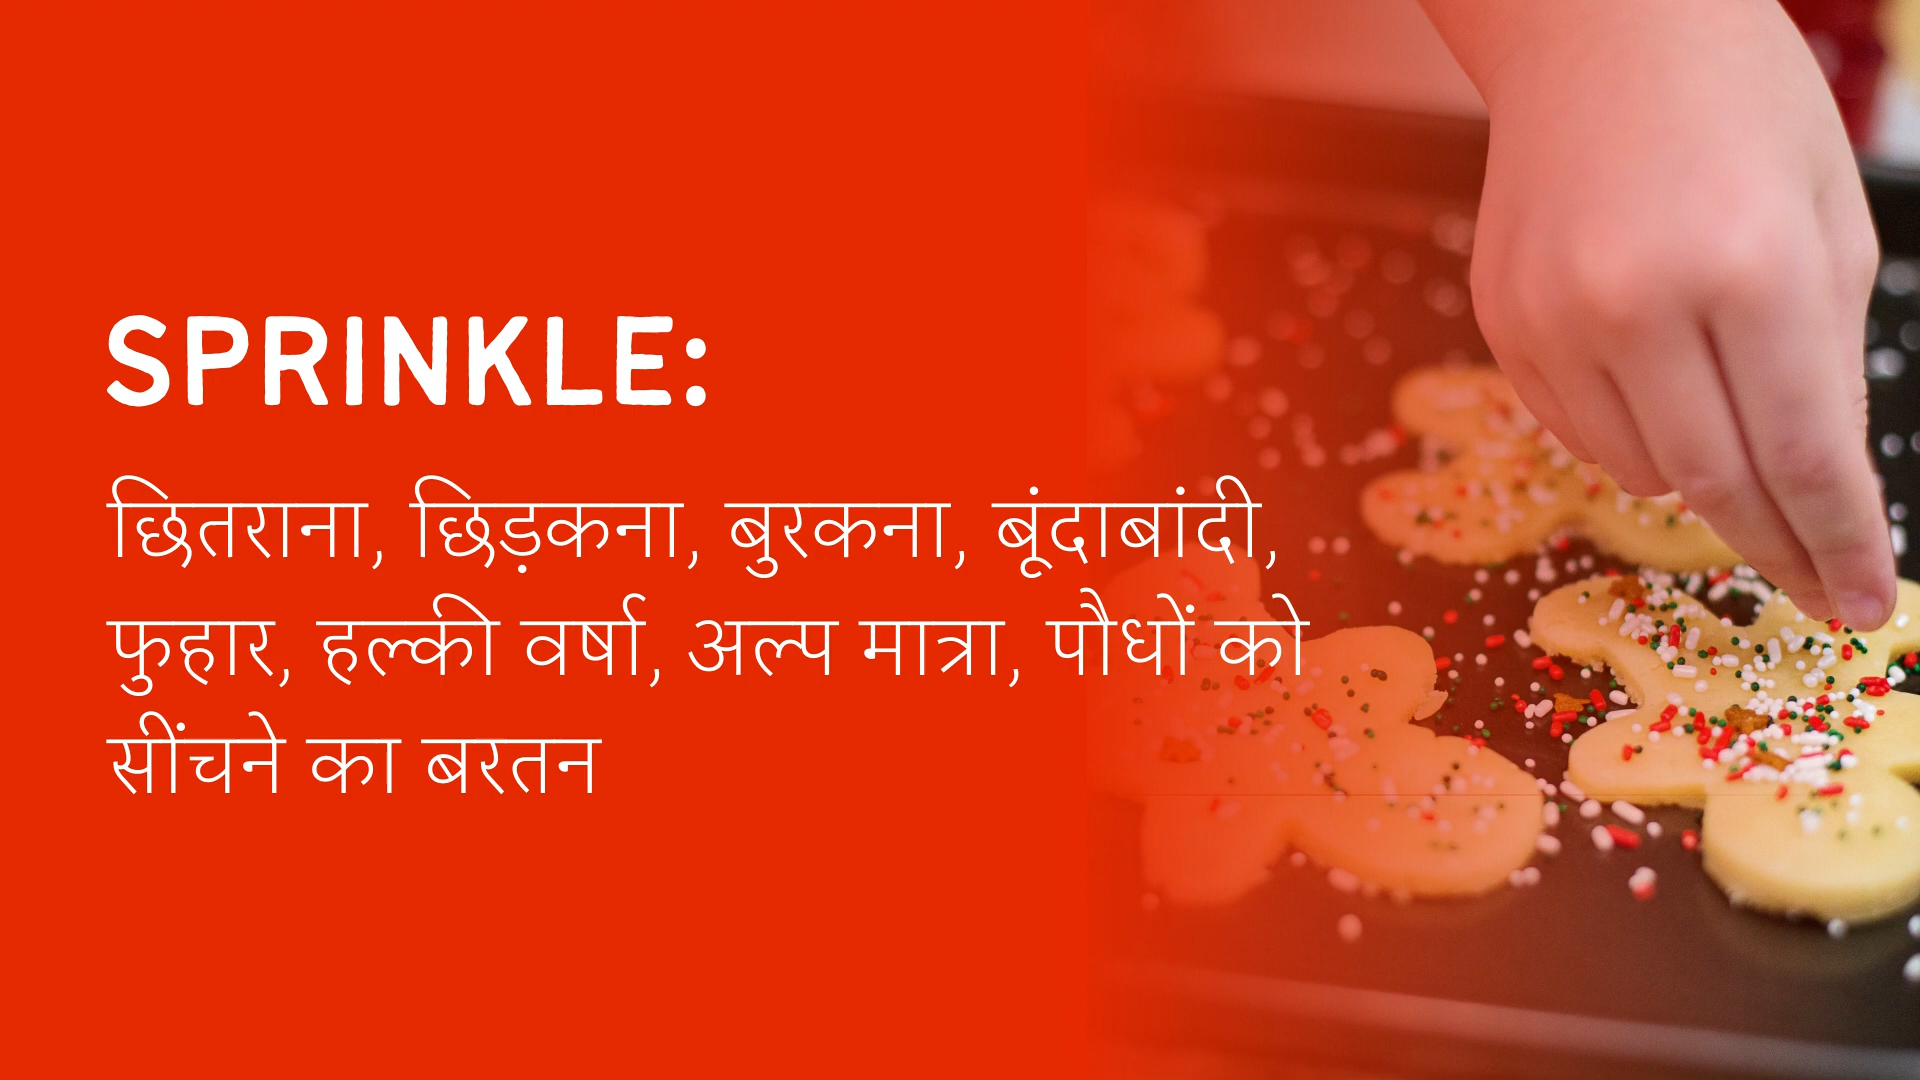 SPRINKLE:
छितराना, छिड़कना, बुरकना, बूंदाबांदी,
फुहार, हल्की वर्षा, अल्प मात्रा, पौधों को
सींचने का बरतन